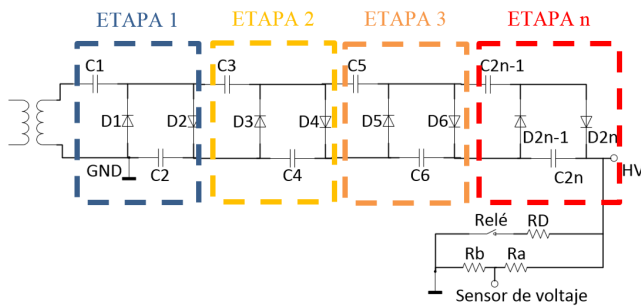 ETAPA 1 ETAPA 2 ETAPA 3 ETAPA n
C1 C3 C5 C2n-1
D1 D2 D3 D4 D5 D6 D2n-1 D2n
GND C2 C4 C6 C2n HV
Relé RD
Rb Ra
Sensor de voltaje